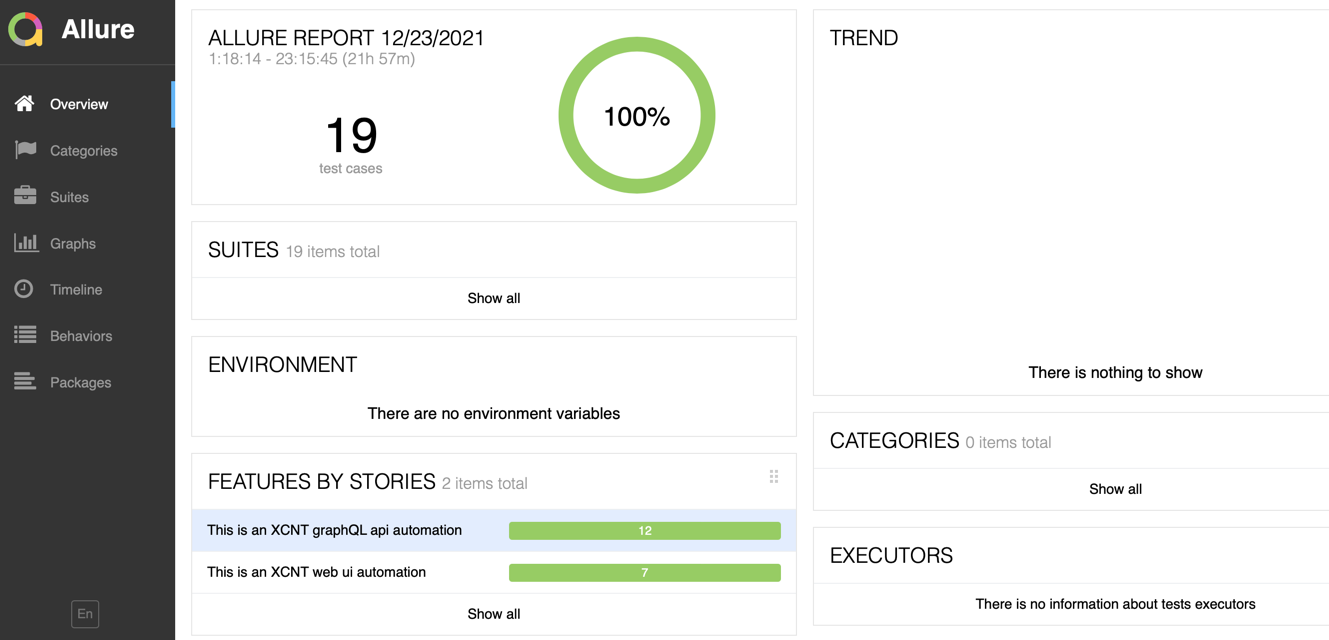 Allure
Overview
Categories
Suites
Graphs
Timeline
Behaviors
Packages
En
ALLURE REPORT 12/23/2021
1:18:14 - 23:15:45 (21h 57m)
19
test cases
100%
SUITES 19 items total
Show all
ENVIRONMENT
There are no environment variables
FEATURES BY STORIES 2 items total
This is an XCNT graphQL api automation 12
This is an XCNT web ui automation 7
Show all
TREND
There is nothing to show
CATEGORIES 0 items total
Show all
EXECUTORS
There is no information about tests executors